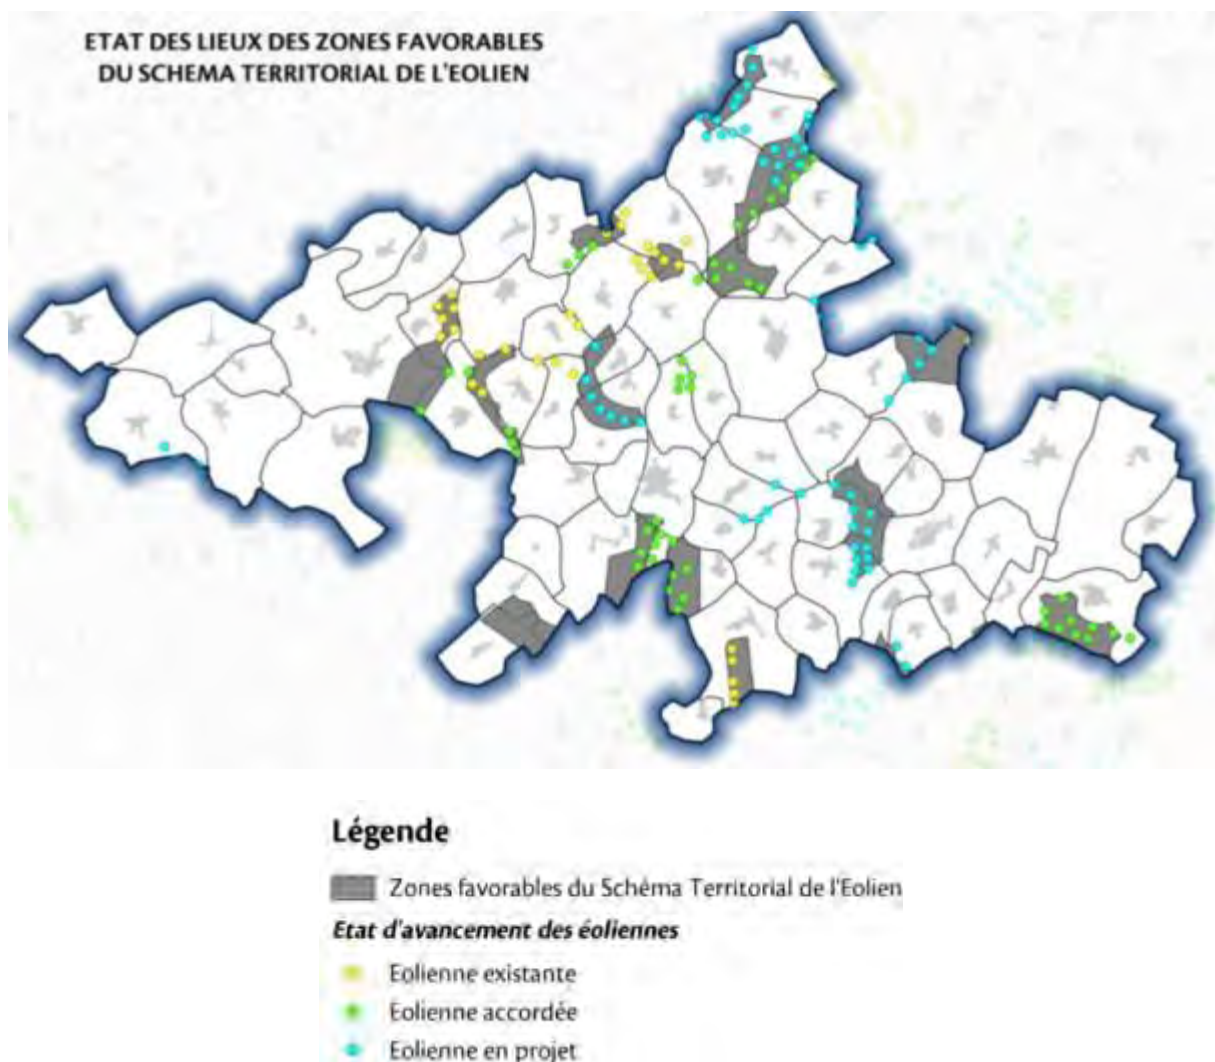 ETAT DES LIEUX DES ZONES FAVORABLES
DU SCHEMA TERRITORIAL DE L'EOLIEN
Légende
Zones favorables du Schéma Territorial de l'Eolien
Etat d'avancement des éoliennes
Eolienne existante
Eolienne accordée
Eolienne en projet